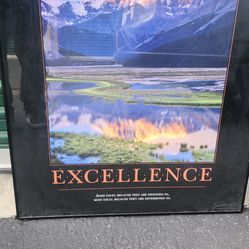 EXCELLENCE
SOME EXCEL BECAUSE THEY ARE DESTINED TO,
MOST EXCEL BECAUSE THEY ARE DETERMINED TO.